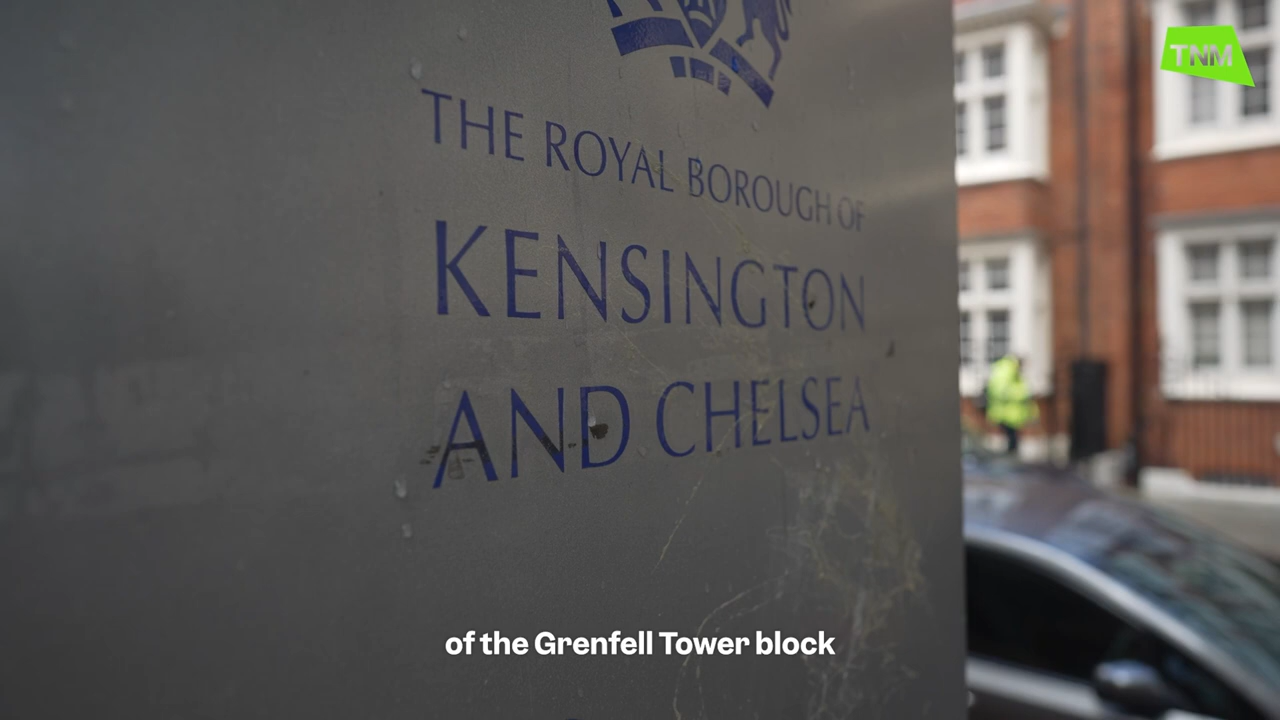 TNM
THE ROYAL BOROUGH OF
KENSINGTON
AND CHELSEA
of the Grenfell Tower block